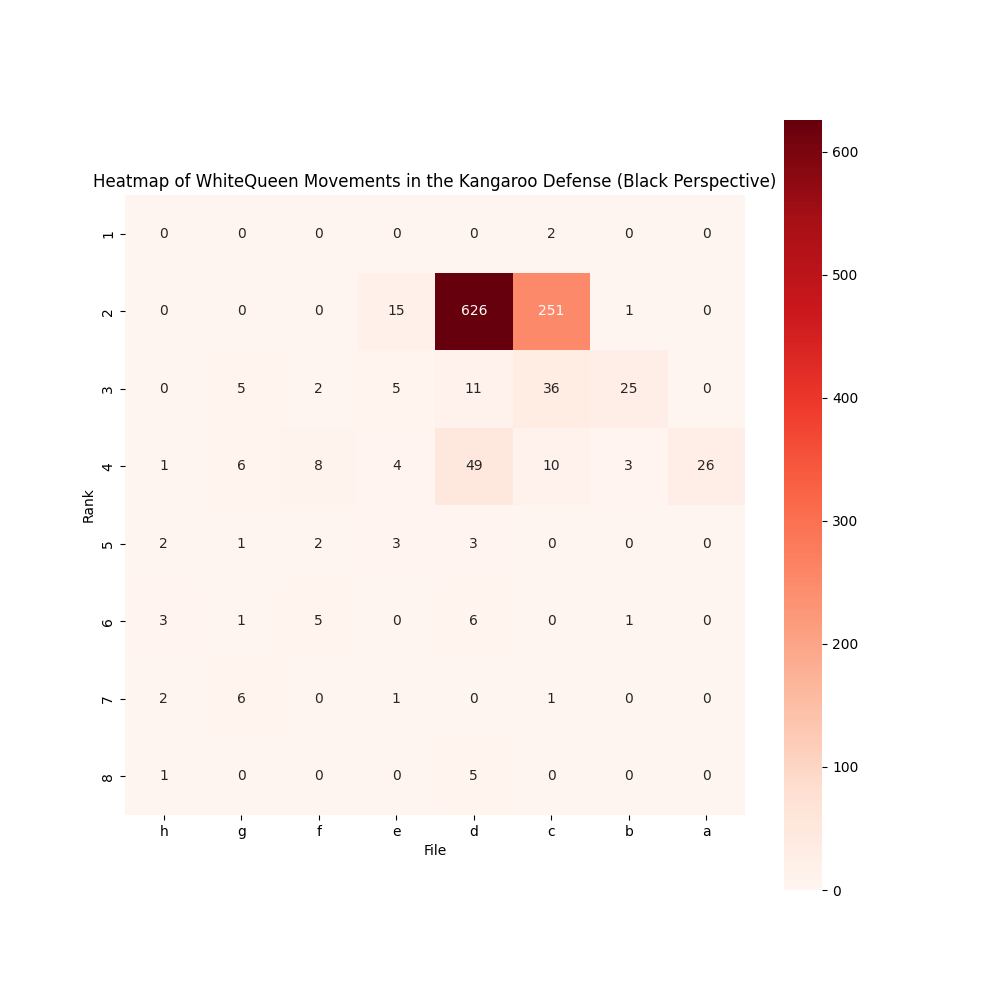 Heatmap of WhiteQueen Movements in the Kangaroo Defense (Black Perspective)
1 0 0 0 0 0 2 0 0
2 0 0 0 15 626 251 1 0
3 0 5 2 5 11 36 25 0
4 1 6 8 4 49 10 3 26
5 2 1 2 3 3 0 0 0
6 3 1 5 0 6 0 1 0
7 2 6 0 1 0 1 0 0
8 1 0 0 0 5 0 0 0
h g f e d c b a
File
Rank
600
500
400
300
200
100
0